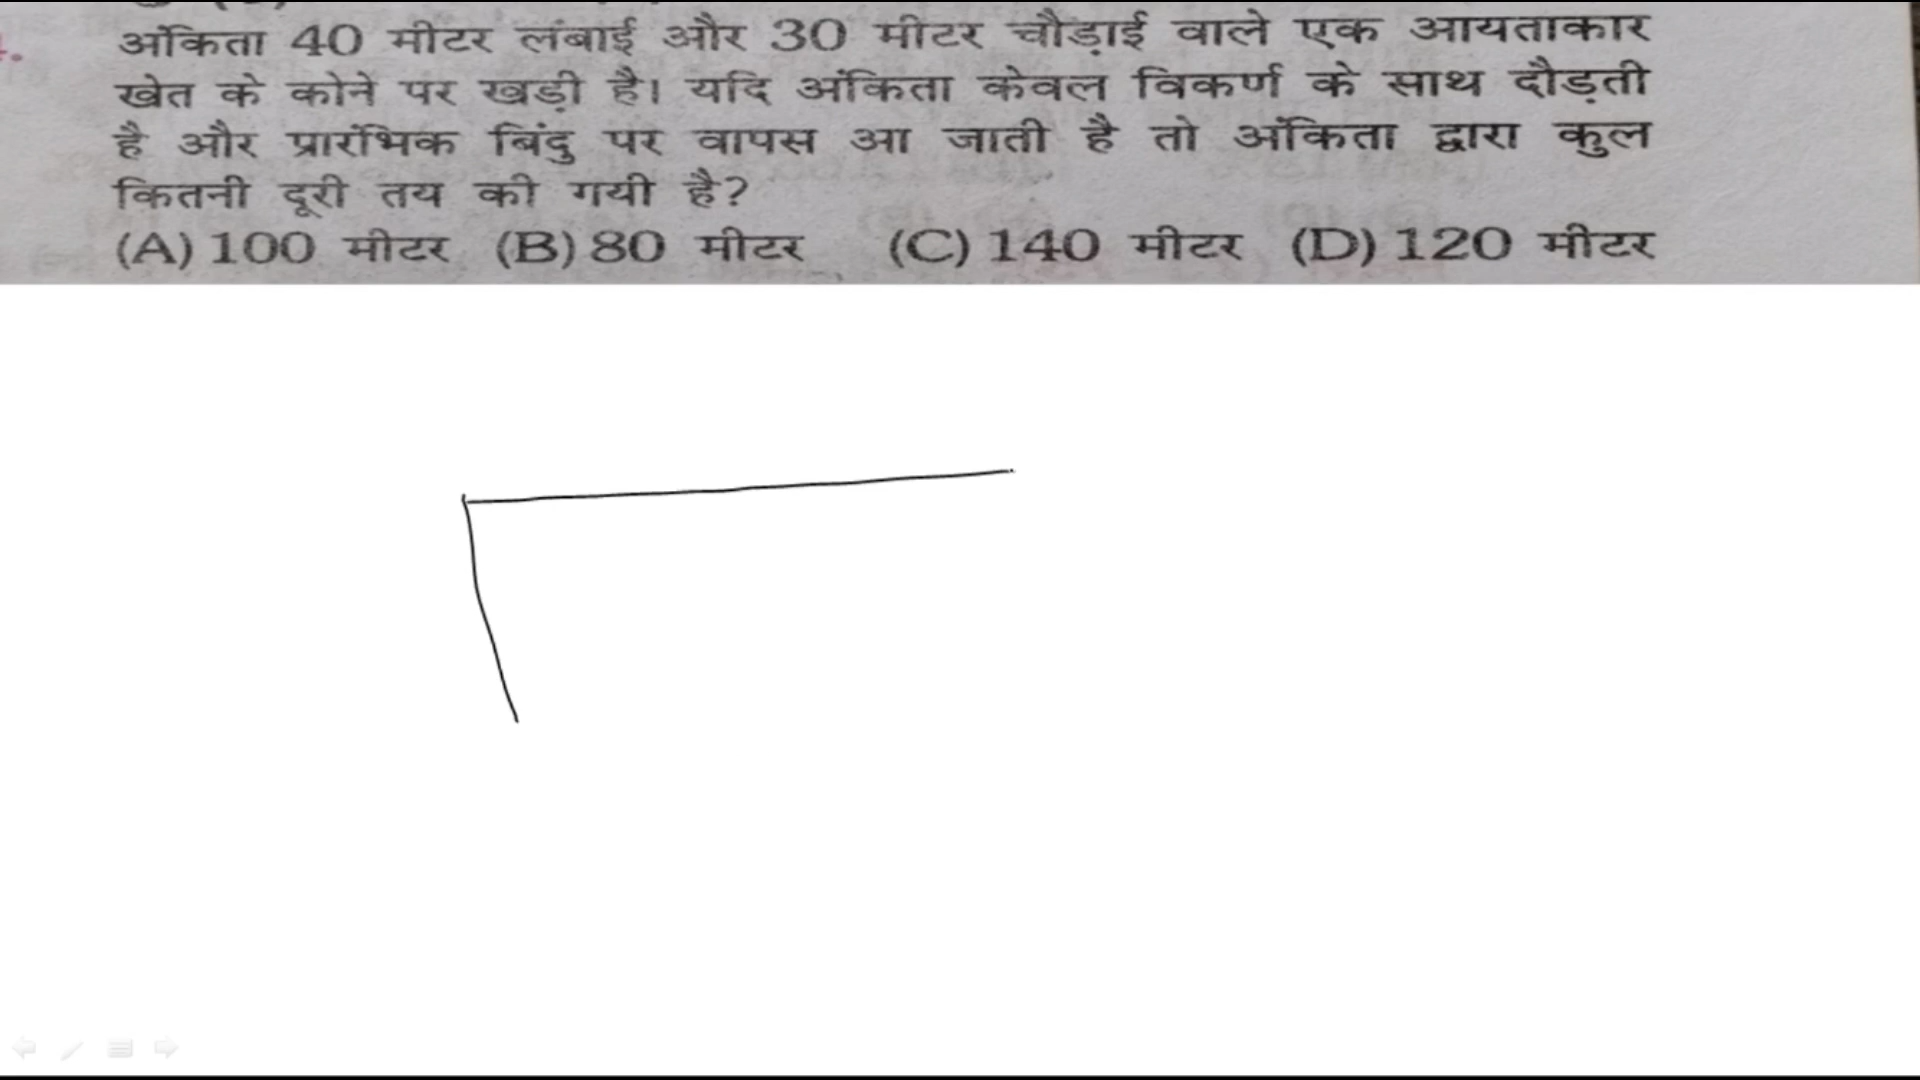 अंकिता 40 मीटर लंबाई और 30 मीटर चौड़ाई वाले एक आयताकार
खेत के कोने पर खड़ी है। यदि अंकिता केवल विकर्ण के साथ दौड़ती
है और प्रारंभिक बिंदु पर वापस आ जाती है तो अंकिता द्वारा कुल
कितनी दूरी तय की गयी है?
(A) 100 मीटर (B) 80 मीटर (C) 140 मीटर (D) 120 मीटर